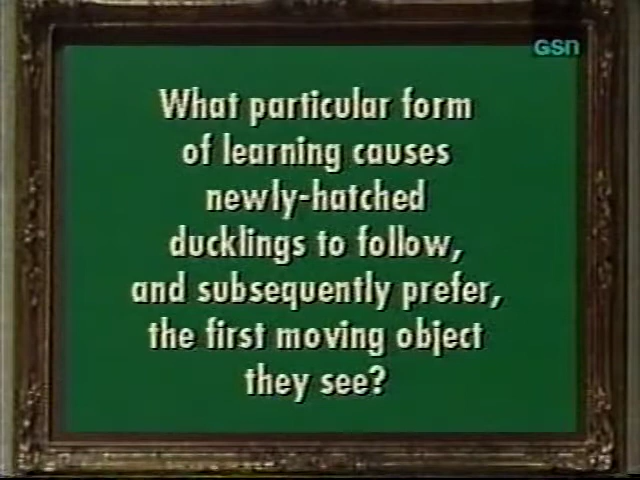 GSN
What particular form
of learning causes
newly-hatched
ducklings to follow,
and subsequently prefer,
the first moving object
they see?